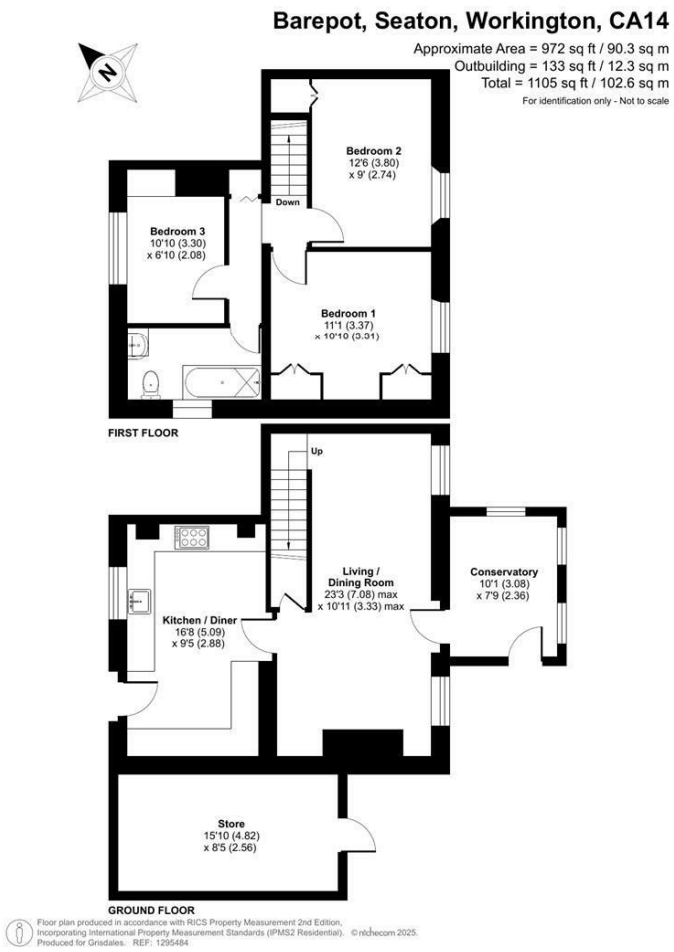 Barepot, Seaton, Workington, CA14
Approximate Area = 972 sq ft / 90.3 sq m
Outbuilding = 133 sq ft / 12.3 sq m
Total = 1105 sq ft / 102.6 sq m
For identification only - Not to scale
N
Bedroom 2
12'6 (3.80)
x 9' (2.74)
Down
Bedroom 3
10'10 (3.30)
x 6'10 (2.08)
Bedroom 1
11'1 (3.37)
x 10'10 (3.31)
FIRST FLOOR
Up
Living /
Dining Room
23'3 (7.08) max
x 10'11 (3.33) max
Conservatory
10'1 (3.08)
x 7'9 (2.36)
Kitchen / Diner
16'8 (5.09)
x 9'5 (2.88)
Store
15'10 (4.82)
x 8'5 (2.56)
GROUND FLOOR
Floor plan produced in accordance with RICS Property Measurement 2nd Edition,
Incorporating International Property Measurement Standards (IPMS2 Residential). © nichecom 2025.
Produced for Grisdales. REF: 1295484